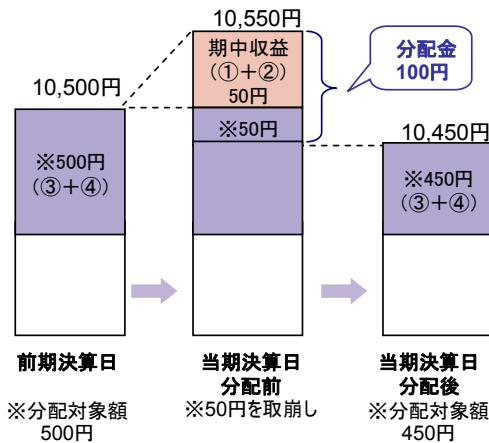 10,550円
期中収益
(①+②)
50円
分配金
100円
10,500円
※50円
10,450円
※500円
(③+④)
※450円
(③+④)
前期決算日
当期決算日
分配前
当期決算日
分配後
※分配対象額
500円
※50円を取崩し
※分配対象額
450円